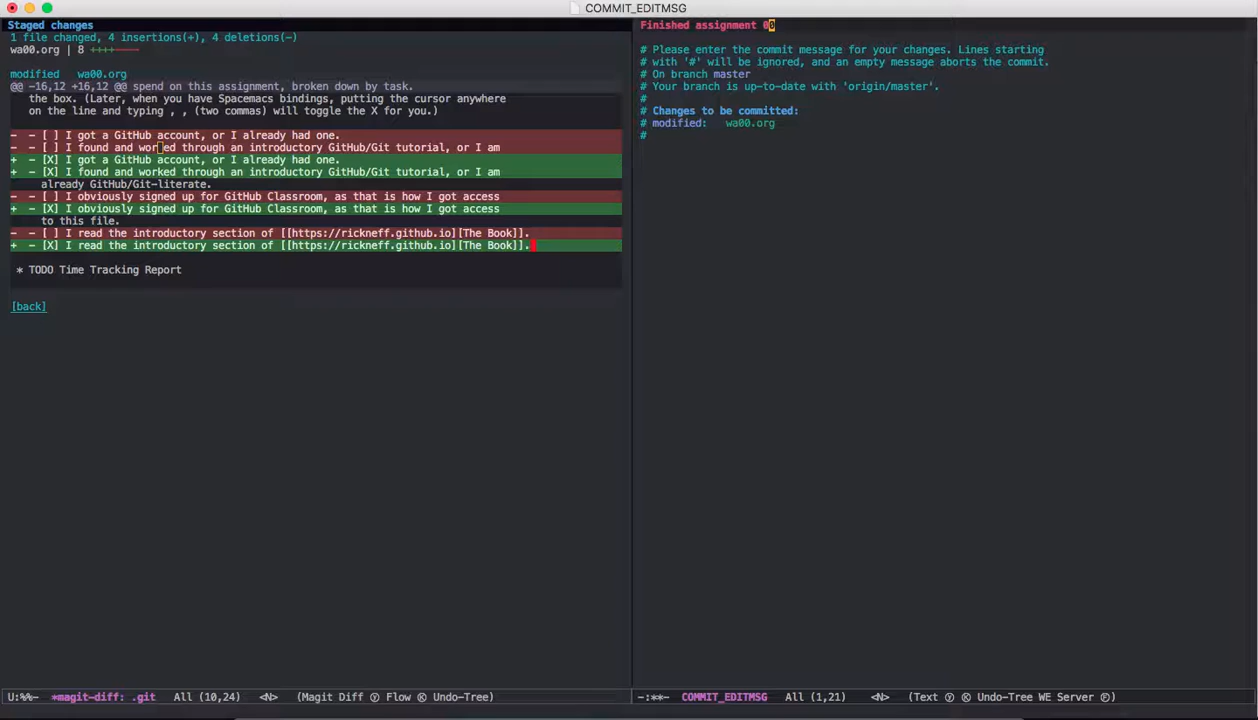 COMMIT_EDITMSG
Staged changes
1 file changed, 4 insertions(+), 4 deletions(-)
wa00.org | 8 ++++----
modified   wa00.org
@@ -16,12 +16,12 @@ spend on this assignment, broken down by task.
the box. (Later, when you have Spacemacs bindings, putting the cursor anywhere
on the line and typing , , (two commas) will toggle the X for you.)
-  - [ ] I got a GitHub account, or I already had one.
-  - [ ] I found and worked through an introductory GitHub/Git tutorial, or I am
+  - [X] I got a GitHub account, or I already had one.
+  - [X] I found and worked through an introductory GitHub/Git tutorial, or I am
already GitHub/Git-literate.
-  - [ ] I obviously signed up for GitHub Classroom, as that is how I got access
+  - [X] I obviously signed up for GitHub Classroom, as that is how I got access
to this file.
-  - [ ] I read the introductory section of [[https://rickneff.github.io][The Book]].
+  - [X] I read the introductory section of [[https://rickneff.github.io][The Book]].
* TODO Time Tracking Report
[back]
U:%%-  *magit-diff: .git   All (10,24)   <N>   (Magit Diff ⓨ Flow Ⓚ Undo-Tree)
Finished assignment 00
# Please enter the commit message for your changes. Lines starting
# with '#' will be ignored, and an empty message aborts the commit.
# On branch master
# Your branch is up-to-date with 'origin/master'.
#
# Changes to be committed:
# modified:   wa00.org
#
-:**-  COMMIT_EDITMSG   All (1,21)   <N>   (Text ⓨ Ⓚ Undo-Tree WE Server Ⓟ)